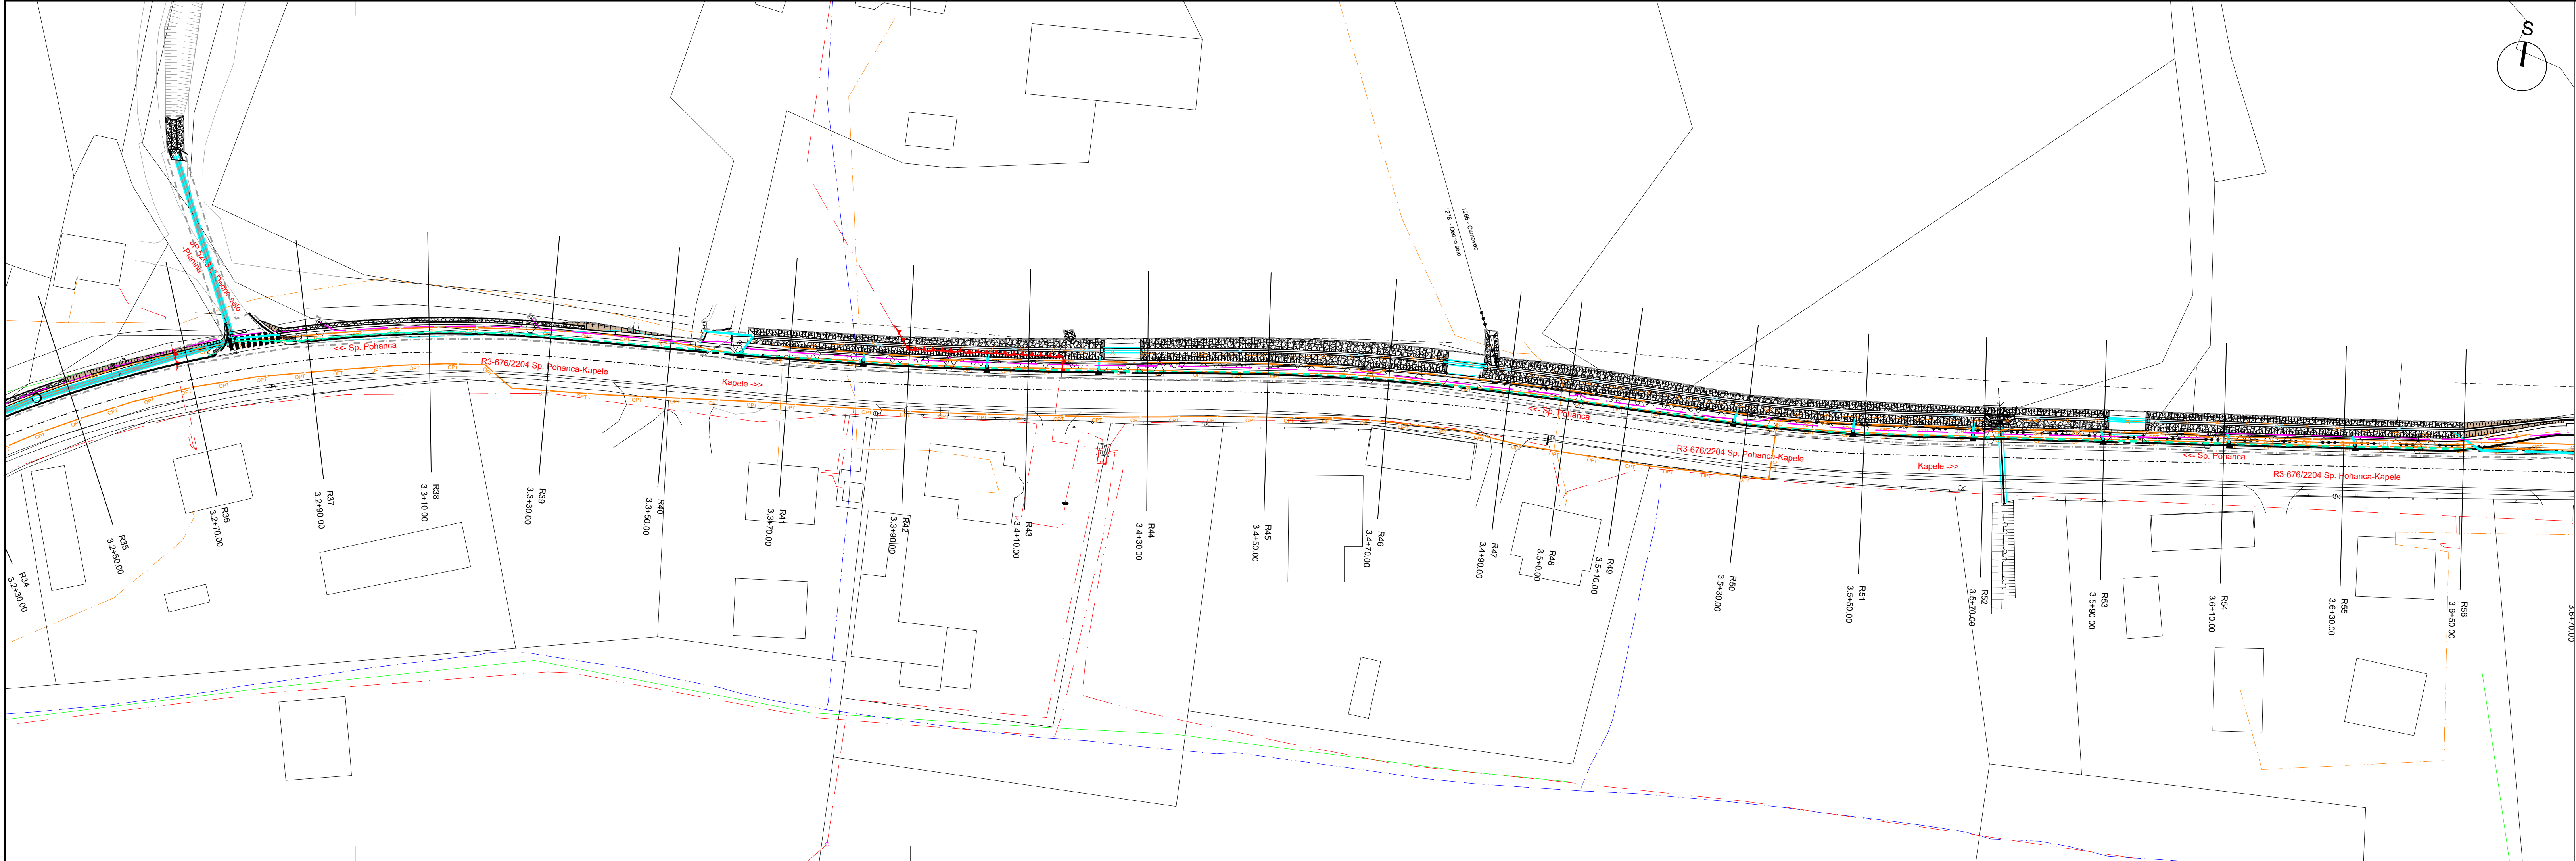 S
1266 - Curnovec
1278 - Dečno selo
-Planina
<<- Sp. Pohanca
R3-676/2204 Sp. Pohanca-Kapele
Kapele ->>
<<- Sp. Pohanca
R3-676/2204 Sp. Pohanca-Kapele
Kapele ->>
<<- Sp. Pohanca
R3-676/2204 Sp. Pohanca-Kapele
R34
3.2+30.00
R35
3.2+50.00
R36
3.2+70.00
R37
3.2+90.00
R38
3.3+10.00
R39
3.3+30.00
R40
3.3+50.00
R41
3.3+70.00
R42
3.3+90.00
R43
3.4+10.00
R44
3.4+30.00
R45
3.4+50.00
R46
3.4+70.00
R47
3.4+90.00
R48
3.5+0.00
R49
3.5+10.00
R50
3.5+30.00
R51
3.5+50.00
R52
3.5+70.00
R53
3.5+90.00
R54
3.6+10.00
R55
3.6+30.00
R56
3.6+50.00
3.6+70.00